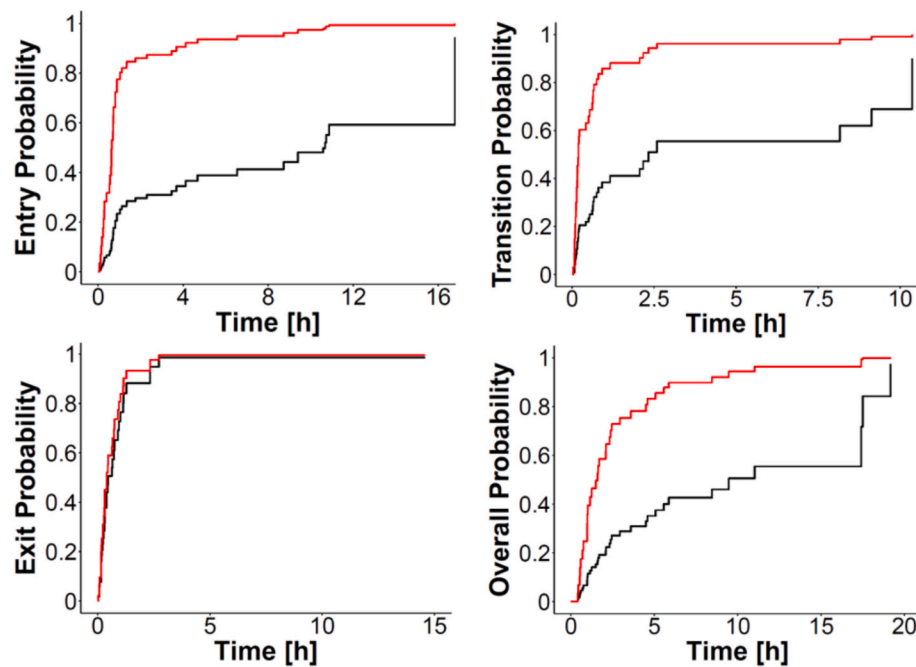 Entry Probability
1
0.8
0.6
0.4
0.2
0
0 4 8 12 16
Time [h]
Transition Probability
1
0.8
0.6
0.4
0.2
0
0 2.5 5 7.5 10
Time [h]
Exit Probability
1
0.8
0.6
0.4
0.2
0
0 5 10 15
Time [h]
Overall Probability
1
0.8
0.6
0.4
0.2
0
0 5 10 15 20
Time [h]